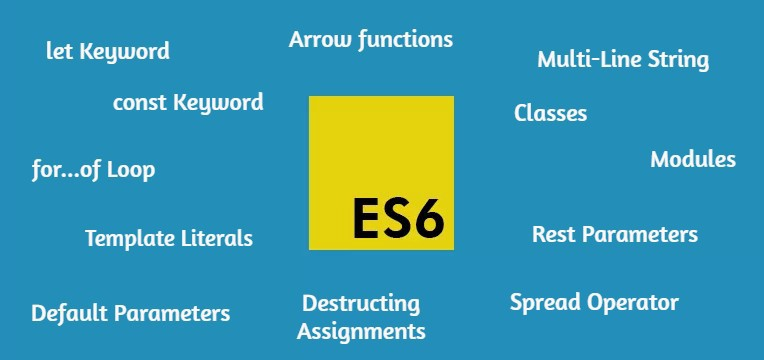 let Keyword
Arrow functions
Multi-Line String
const Keyword
Classes
for...of Loop
Modules
ES6
Template Literals
Rest Parameters
Default Parameters
Destructing
Assignments
Spread Operator